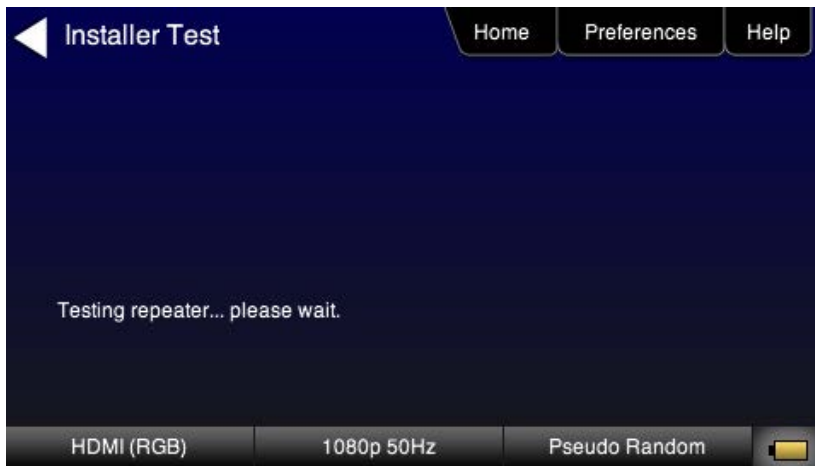 Installer Test
Home
Preferences
Help
Testing repeater... please wait.
HDMI (RGB)
1080p 50Hz
Pseudo Random